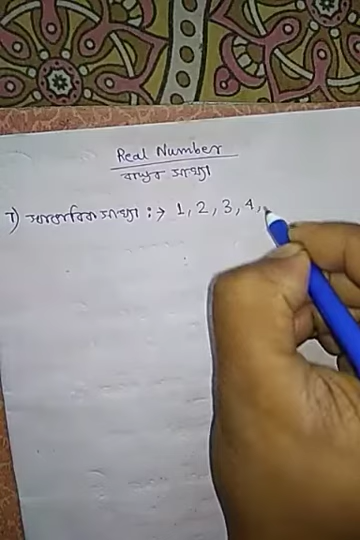 Real Number
বাস্তব সংখ্যা
1) স্বাভাবিক সংখ্যা :→ 1, 2, 3, 4,